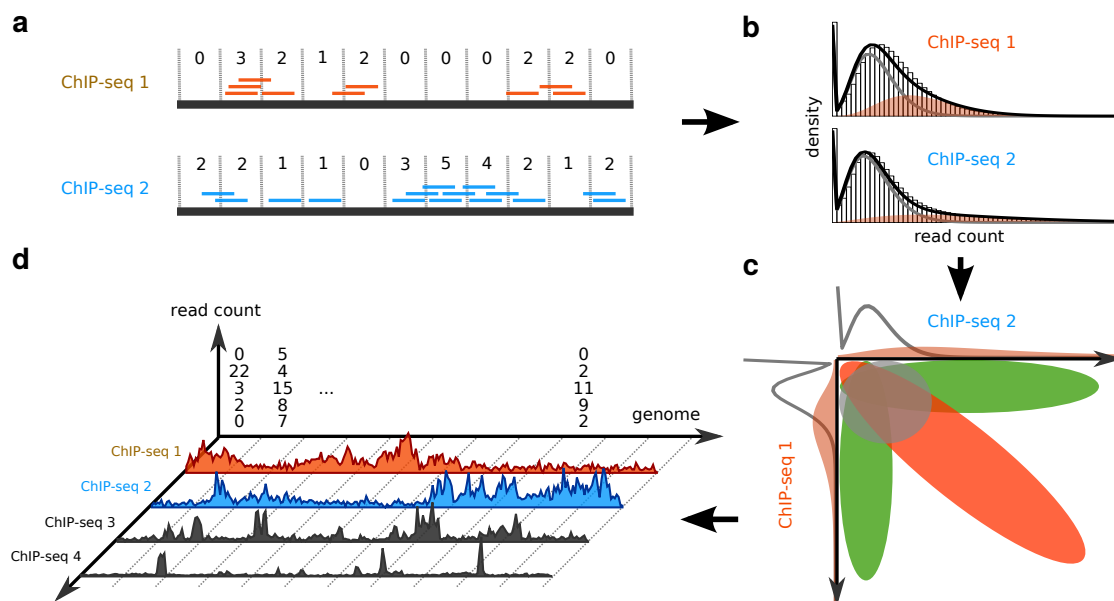 a
0 3 2 1 2 0 0 0 2 2 0
ChIP-seq 1
2 2 1 1 0 3 5 4 2 1 2
ChIP-seq 2
b
ChIP-seq 1
density
ChIP-seq 2
read count
c
ChIP-seq 2
ChIP-seq 1
d
read count
0 5 0
22 4 2
3 15 ... 11
2 8 9
0 7 2
genome
ChIP-seq 1
ChIP-seq 2
ChIP-seq 3
ChIP-seq 4